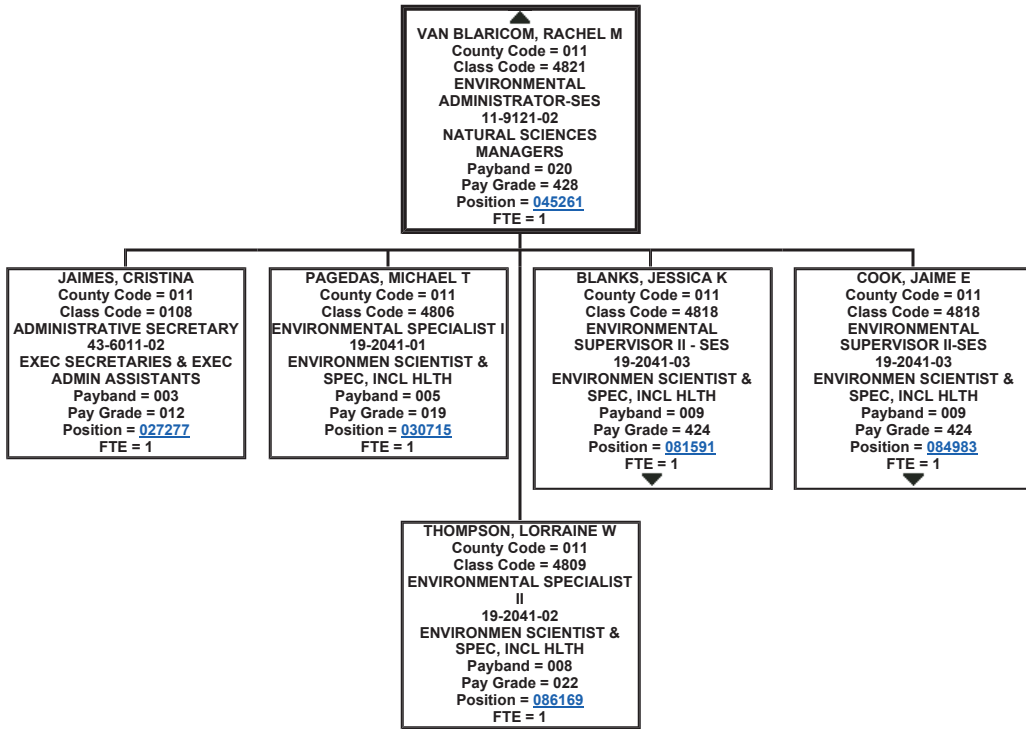 VAN BLARICOM, RACHEL M
County Code = 011
Class Code = 4821
ENVIRONMENTAL
ADMINISTRATOR-SES
11-9121-02
NATURAL SCIENCES
MANAGERS
Payband = 020
Pay Grade = 428
Position = 045261
FTE = 1
JAIMES, CRISTINA
County Code = 011
Class Code = 0108
ADMINISTRATIVE SECRETARY
43-6011-02
EXEC SECRETARIES & EXEC
ADMIN ASSISTANTS
Payband = 003
Pay Grade = 012
Position = 027277
FTE = 1
PAGEDAS, MICHAEL T
County Code = 011
Class Code = 4806
ENVIRONMENTAL SPECIALIST I
19-2041-01
ENVIRONMEN SCIENTIST &
SPEC, INCL HLTH
Payband = 005
Pay Grade = 019
Position = 030715
FTE = 1
BLANKS, JESSICA K
County Code = 011
Class Code = 4818
ENVIRONMENTAL
SUPERVISOR II - SES
19-2041-03
ENVIRONMEN SCIENTIST &
SPEC, INCL HLTH
Payband = 009
Pay Grade = 424
Position = 081591
FTE = 1
COOK, JAIME E
County Code = 011
Class Code = 4818
ENVIRONMENTAL
SUPERVISOR II-SES
19-2041-03
ENVIRONMEN SCIENTIST &
SPEC, INCL HLTH
Payband = 009
Pay Grade = 424
Position = 084983
FTE = 1
THOMPSON, LORRAINE W
County Code = 011
Class Code = 4809
ENVIRONMENTAL SPECIALIST
II
19-2041-02
ENVIRONMEN SCIENTIST &
SPEC, INCL HLTH
Payband = 008
Pay Grade = 022
Position = 086169
FTE = 1